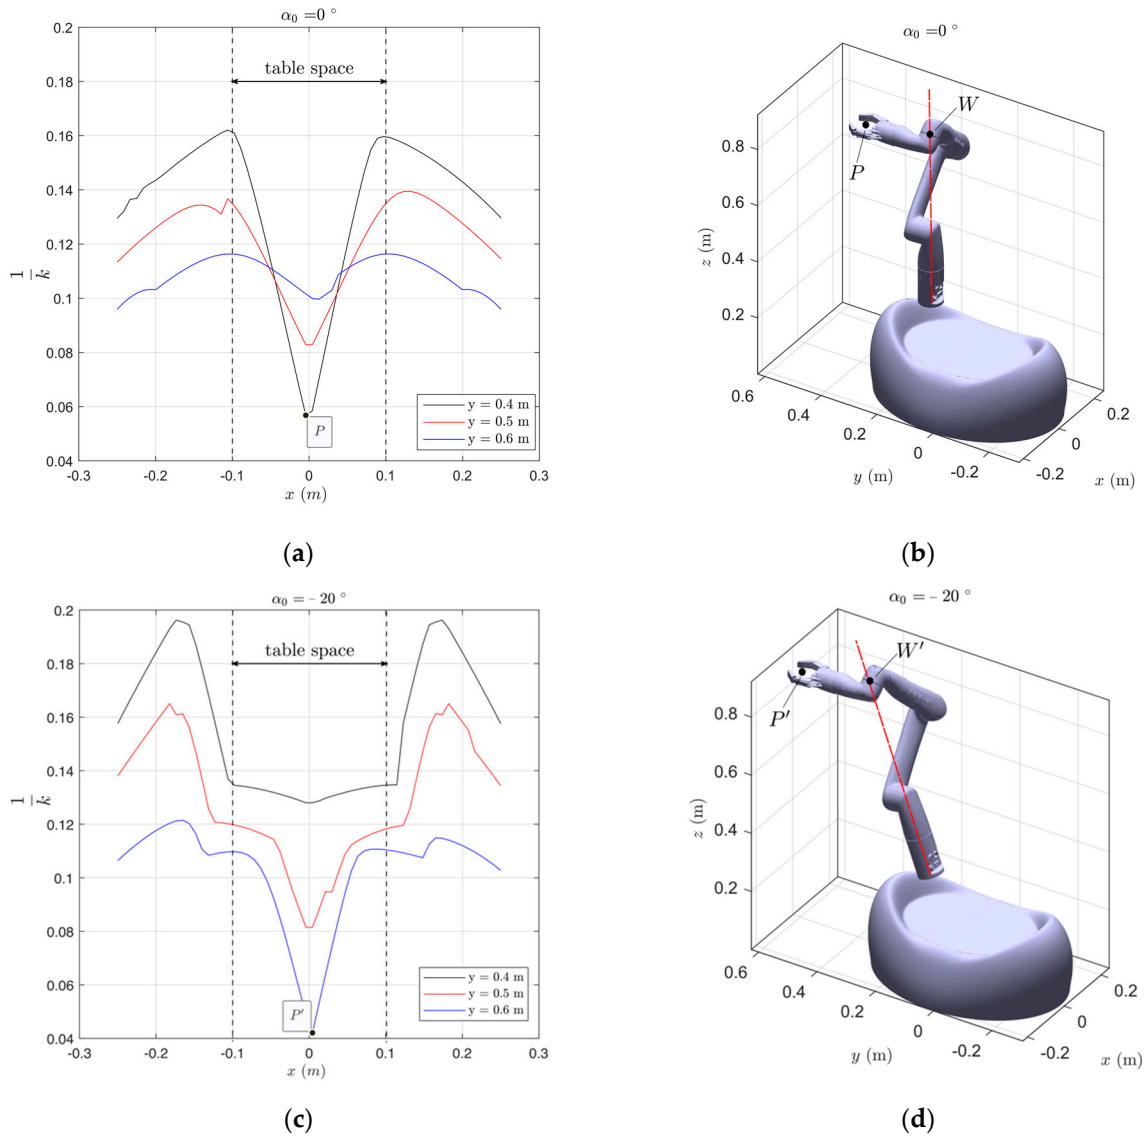 α₀ = 0 °
0.2
0.18
0.16
0.14
0.12
0.1
0.08
0.06
0.04
-0.3
-0.2
-0.1
0
0.1
0.2
0.3
1
k
x (m)
table space
y = 0.4 m
y = 0.5 m
y = 0.6 m
P
α₀ = 0 °
W
P
0.8
0.6
0.4
0.2
z (m)
0.6
0.4
0.2
0
-0.2
y (m)
0.2
0
-0.2
x (m)
(a)
(b)
α₀ = – 20 °
0.2
0.18
0.16
0.14
0.12
0.1
0.08
0.06
0.04
-0.3
-0.2
-0.1
0
0.1
0.2
0.3
1
k
x (m)
table space
y = 0.4 m
y = 0.5 m
y = 0.6 m
P′
α₀ = – 20 °
W′
P′
0.8
0.6
0.4
0.2
z (m)
0.6
0.4
0.2
0
-0.2
y (m)
0.2
0
-0.2
x (m)
(c)
(d)